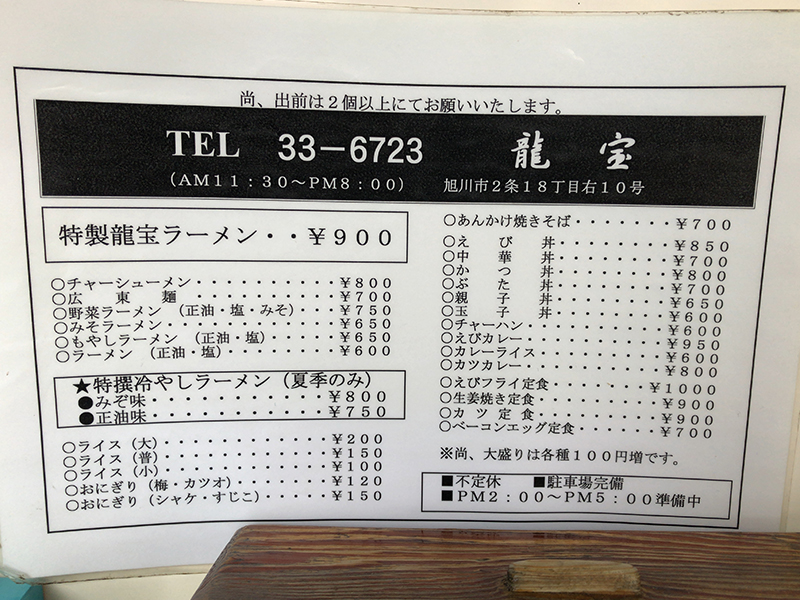 尚、出前は2個以上にてお願いいたします。
TEL 33-6723 龍宝
(AM11:30~PM8:00) 旭川市2条18丁目右10号
特製龍宝ラーメン・・¥900
○チャーシューメン・・・・・・・・・・¥800
○広東麺・・・・・・・・・・¥700
○野菜ラーメン (正油・塩・みそ)・・・¥750
○みそラーメン・・・・・・・・・・・¥650
○もやしラーメン (正油・塩)・・・・・¥650
○ラーメン (正油・塩)・・・・・・・・¥600
★特撰冷やしラーメン (夏季のみ)
●みぞ味・・・・・・・・・・・¥800
●正油味・・・・・・・・・・・¥750
○ライス (大)・・・・・・・・・・¥200
○ライス (普)・・・・・・・・・・¥150
○ライス (小)・・・・・・・・・・¥100
○おにぎり (梅・カツオ)・・・・・・¥120
○おにぎり (シャケ・すじこ)・・・・¥150
○あんかけ焼きそば・・・・・・・¥700
○えび丼・・・・・・・・¥850
○中華丼・・・・・・・・¥700
○かつ丼・・・・・・・・¥800
○ぶた丼・・・・・・・・¥700
○親子丼・・・・・・・・¥650
○玉子丼・・・・・・・・¥600
○チャーハン・・・・・・・・・¥600
○えびカレー・・・・・・・・・¥950
○カレーライス・・・・・・・・¥600
○カツカレー・・・・・・・・・¥800
○えびフライ定食・・・・・・¥1000
○生姜焼き定食・・・・・・・・¥900
○カツ定食・・・・・・・・¥900
○ベーコンエッグ定食・・・・・・¥700
※尚、大盛りは各種100円増です。
■不定休 ■駐車場完備
■PM2:00~PM5:00準備中